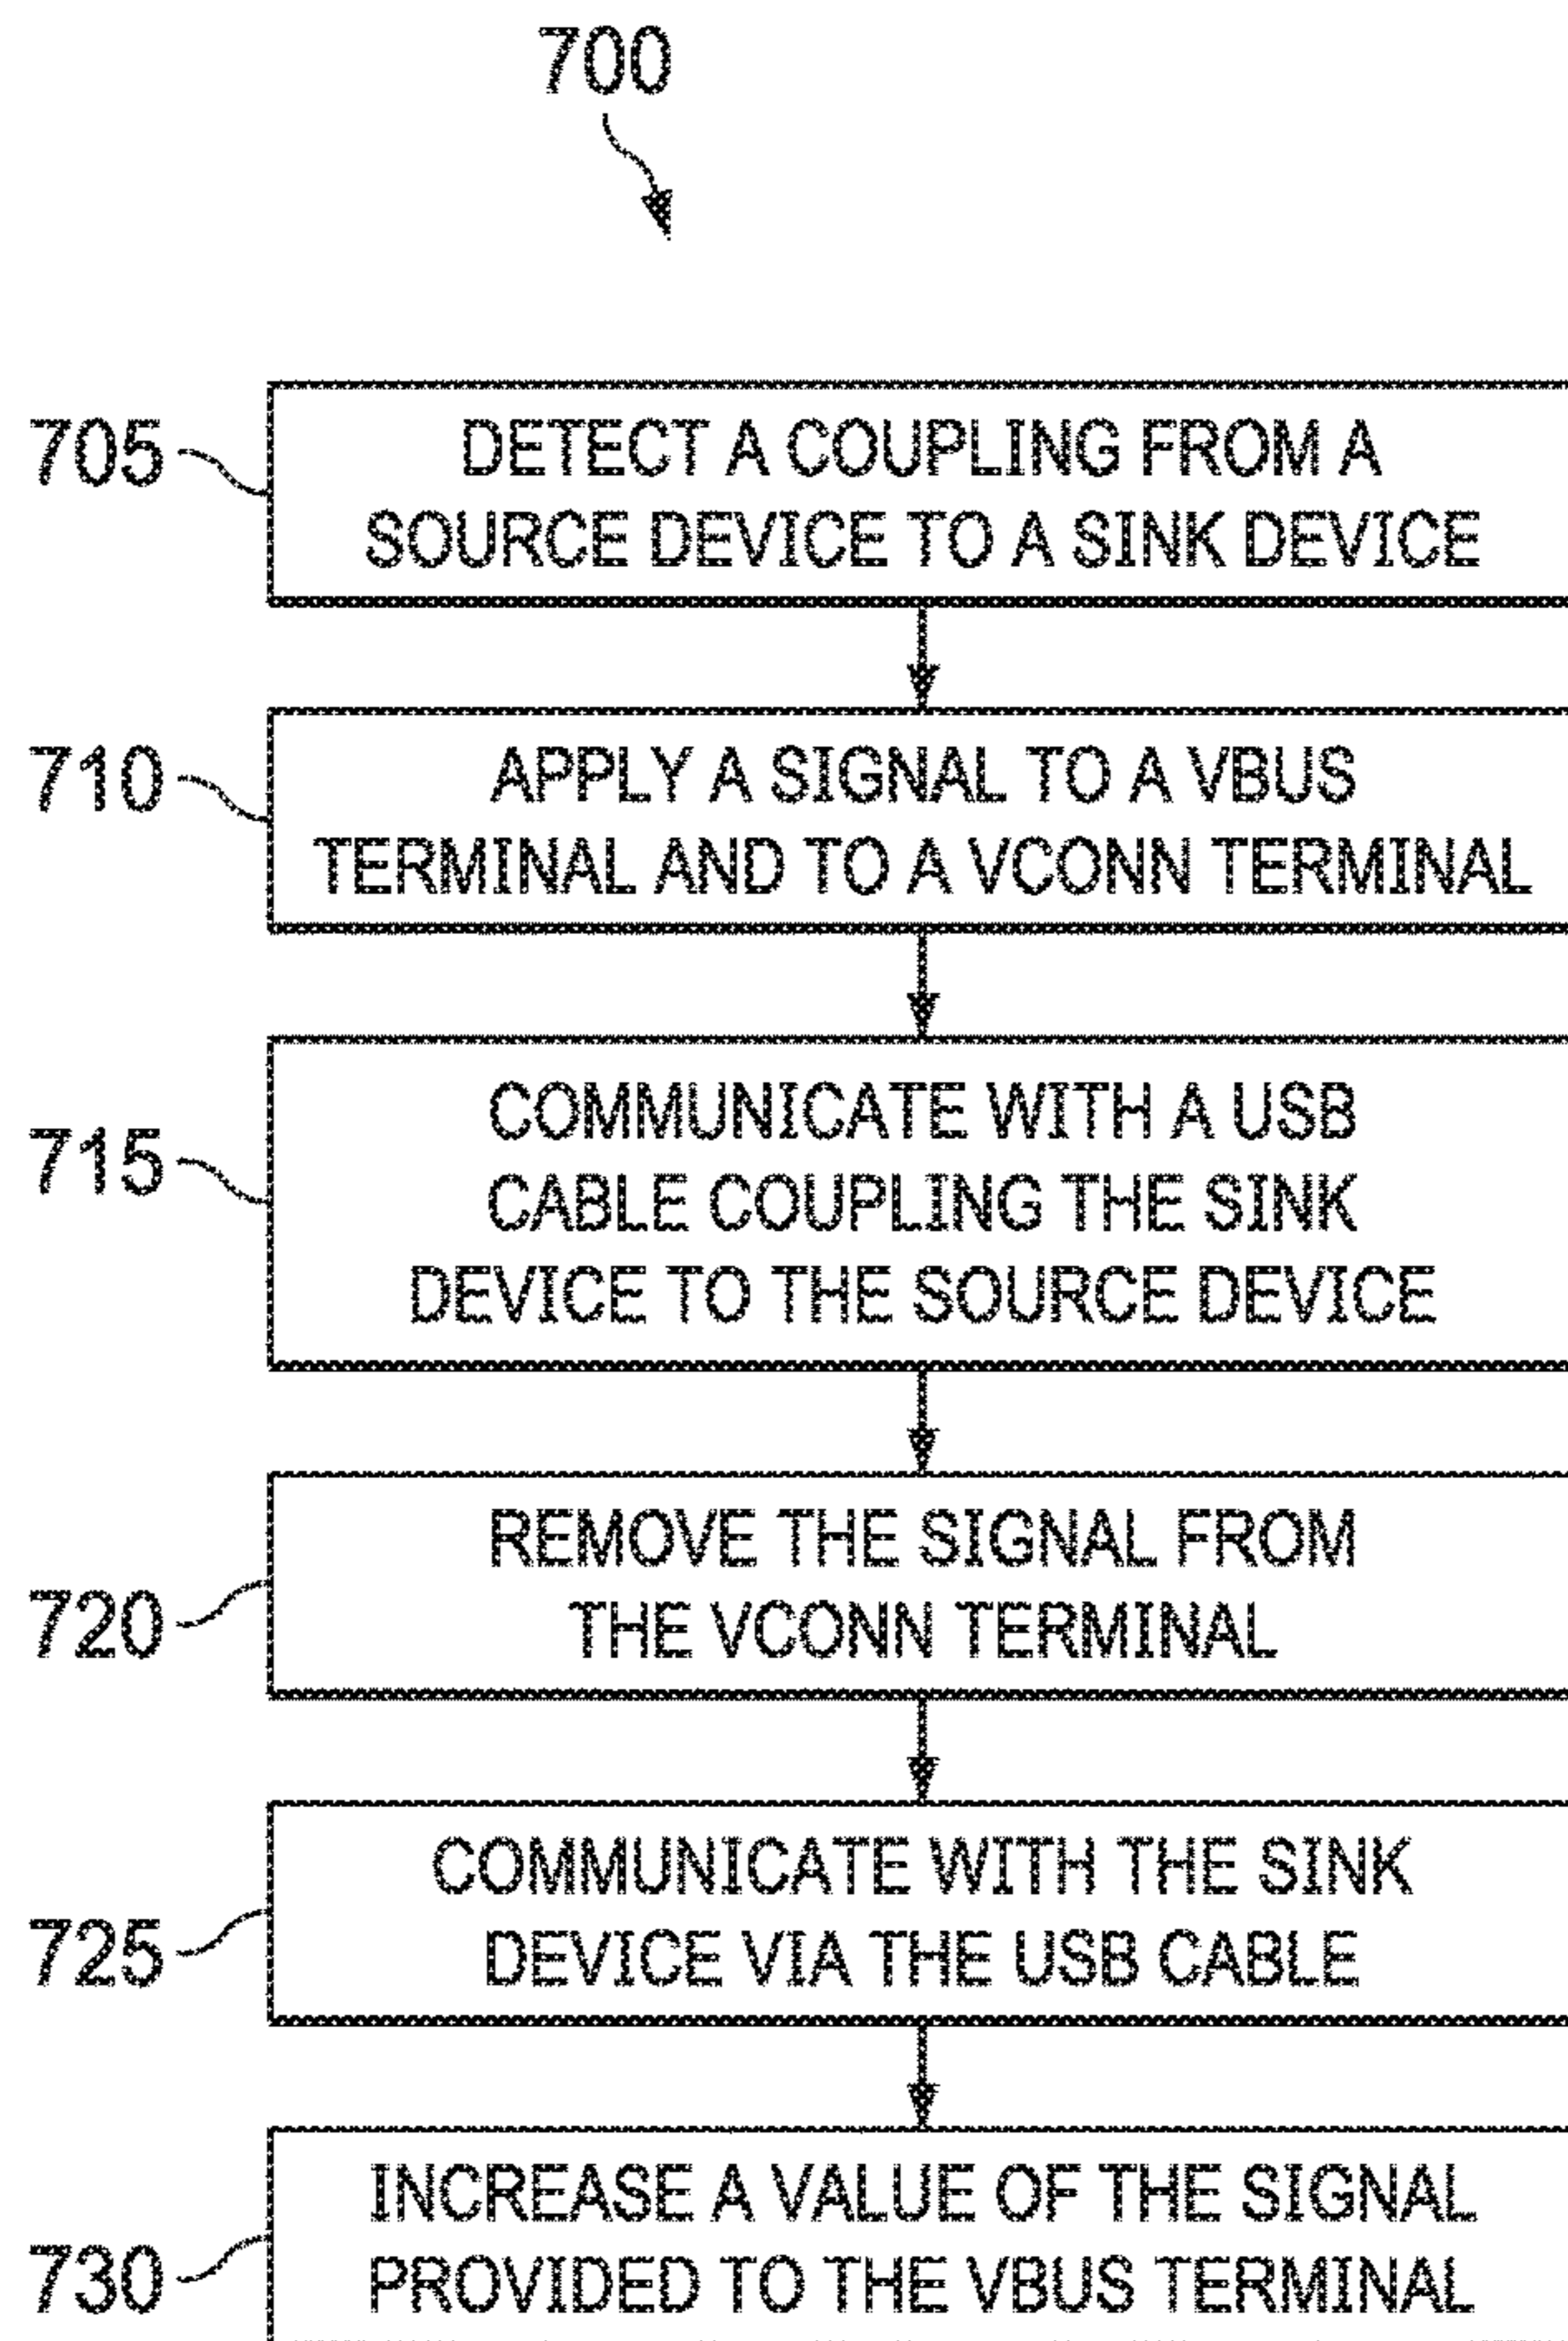 700
705
DETECT A COUPLING FROM A
SOURCE DEVICE TO A SINK DEVICE
710
APPLY A SIGNAL TO A VBUS
TERMINAL AND TO A VCONN TERMINAL
715
COMMUNICATE WITH A USB
CABLE COUPLING THE SINK
DEVICE TO THE SOURCE DEVICE
720
REMOVE THE SIGNAL FROM
THE VCONN TERMINAL
725
COMMUNICATE WITH THE SINK
DEVICE VIA THE USB CABLE
730
INCREASE A VALUE OF THE SIGNAL
PROVIDED TO THE VBUS TERMINAL